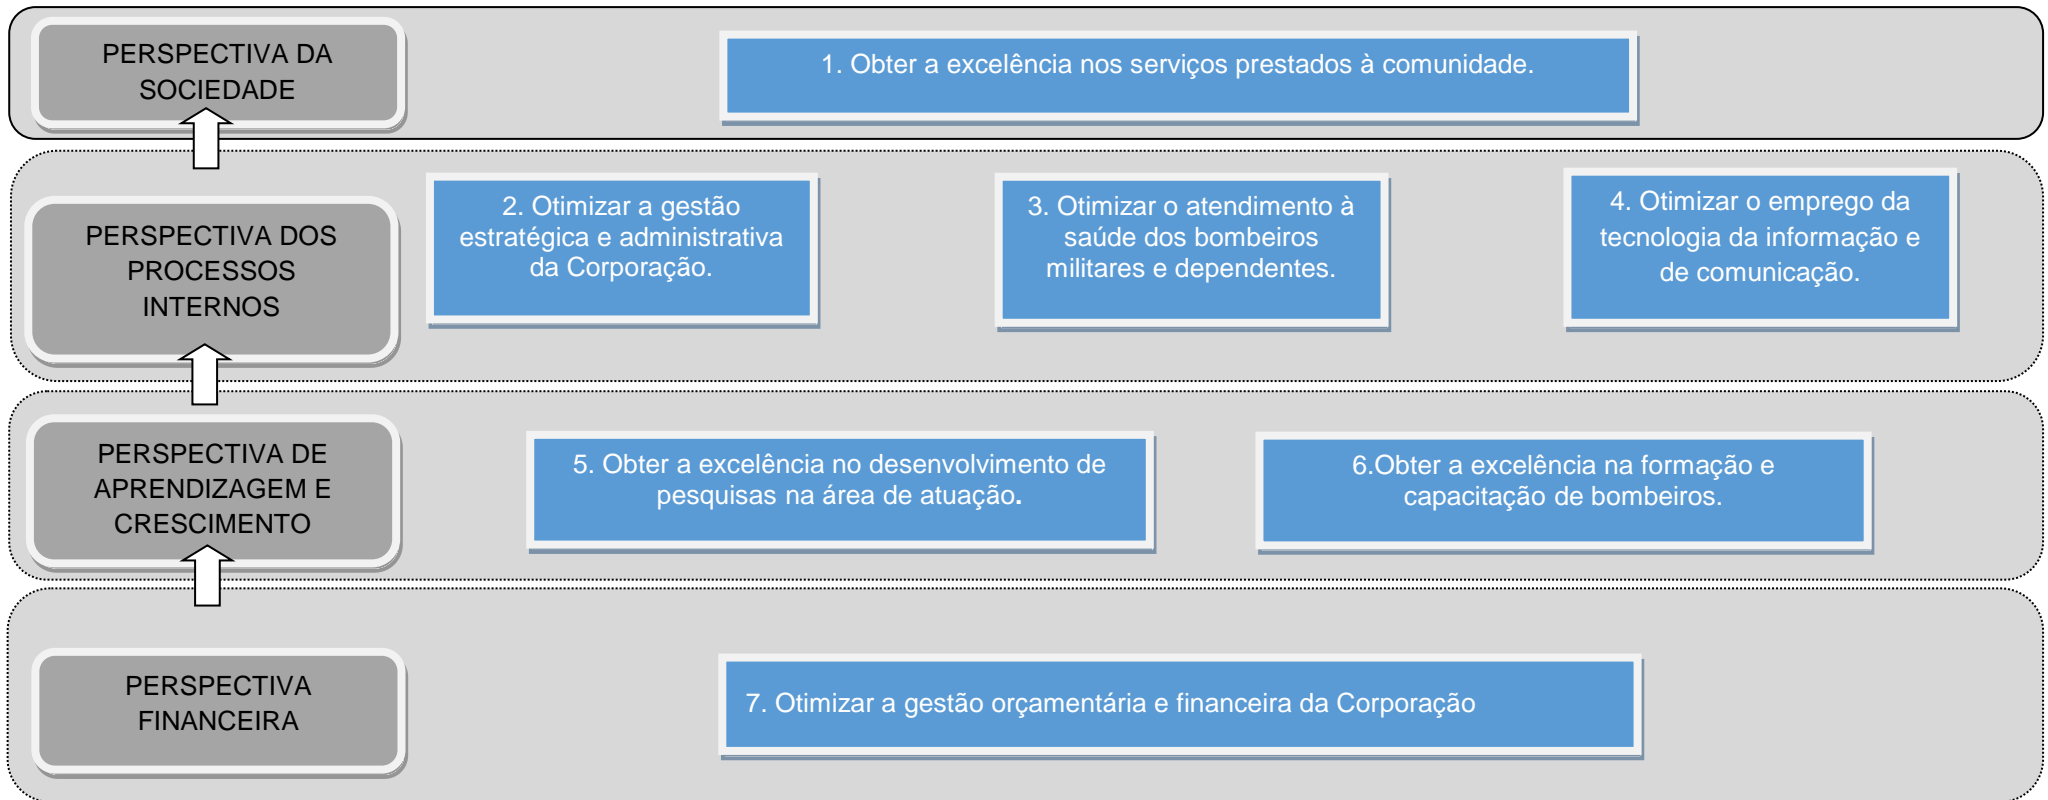 PERSPECTIVA DA
SOCIEDADE
1. Obter a excelência nos serviços prestados à comunidade.
PERSPECTIVA DOS
PROCESSOS
INTERNOS
2. Otimizar a gestão
estratégica e administrativa
da Corporação.
3. Otimizar o atendimento à
saúde dos bombeiros
militares e dependentes.
4. Otimizar o emprego da
tecnologia da informação e
de comunicação.
PERSPECTIVA DE
APRENDIZAGEM E
CRESCIMENTO
5. Obter a excelência no desenvolvimento de
pesquisas na área de atuação.
6.Obter a excelência na formação e
capacitação de bombeiros.
PERSPECTIVA
FINANCEIRA
7. Otimizar a gestão orçamentária e financeira da Corporação